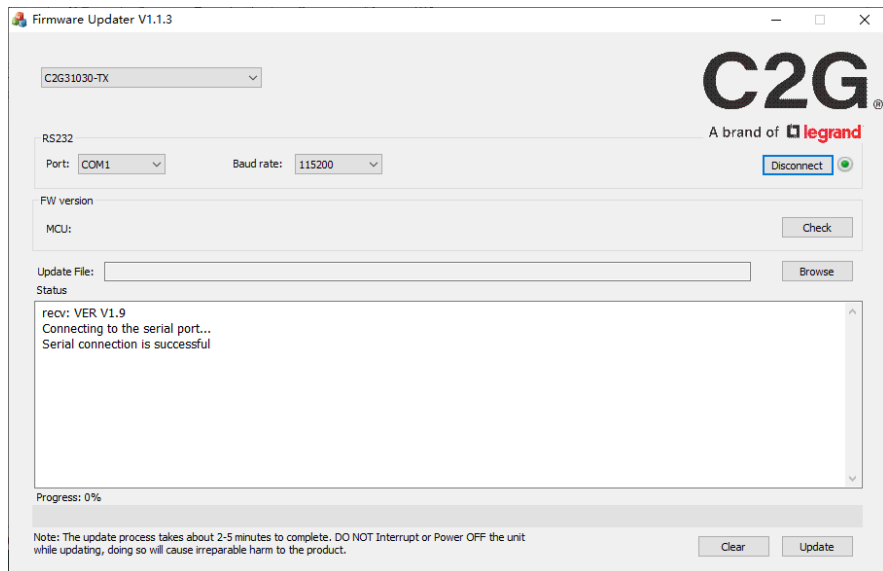 Firmware Updater V1.1.3
C2G31030-TX
C2G®
A brand of legrand
RS232
Port: COM1 Baud rate: 115200 Disconnect
FW version
MCU: Check
Update File: Browse
Status
recv: VER V1.9
Connecting to the serial port...
Serial connection is successful
Progress: 0%
Note: The update process takes about 2-5 minutes to complete. DO NOT Interrupt or Power OFF the unit
while updating, doing so will cause irreparable harm to the product.
Clear Update